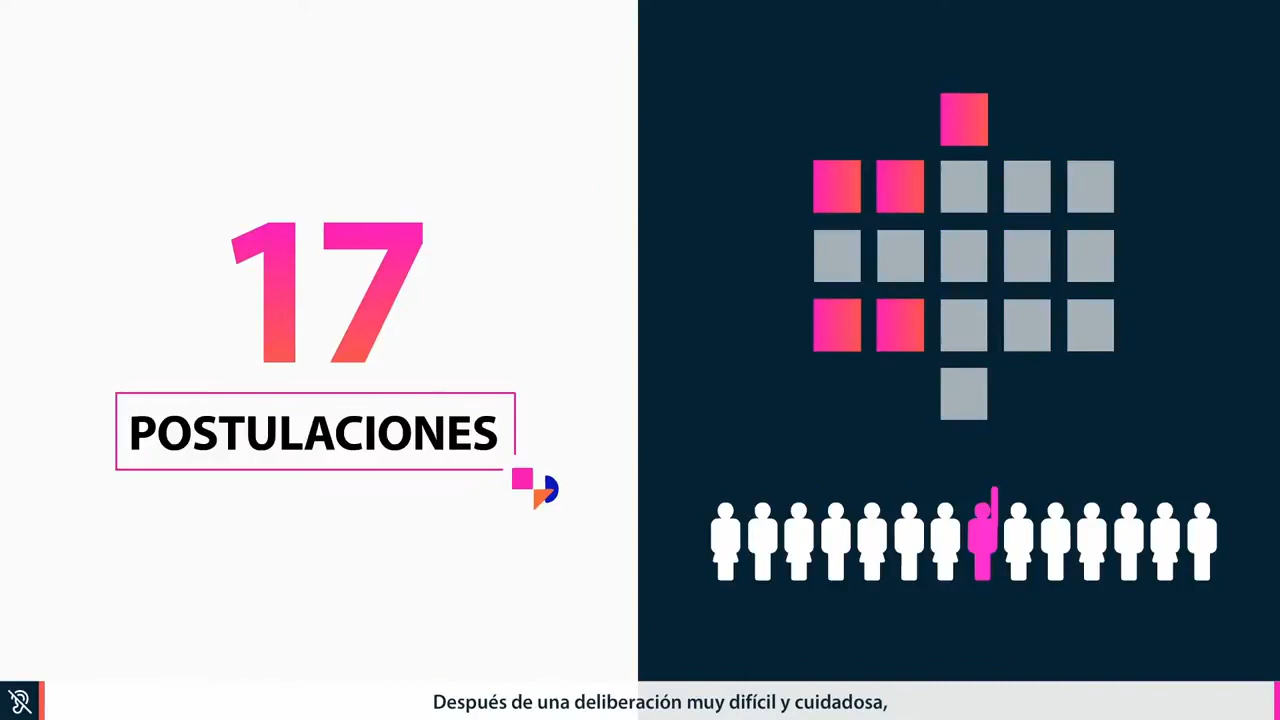 17
POSTULACIONES
Después de una deliberación muy difícil y cuidadosa,